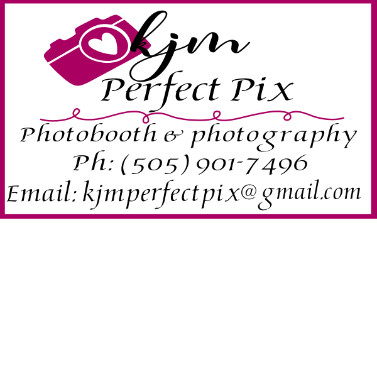 kjm
Perfect Pix
Photobooth & photography
Ph: (505) 901-7496
Email: kjmperfectpix@gmail.com